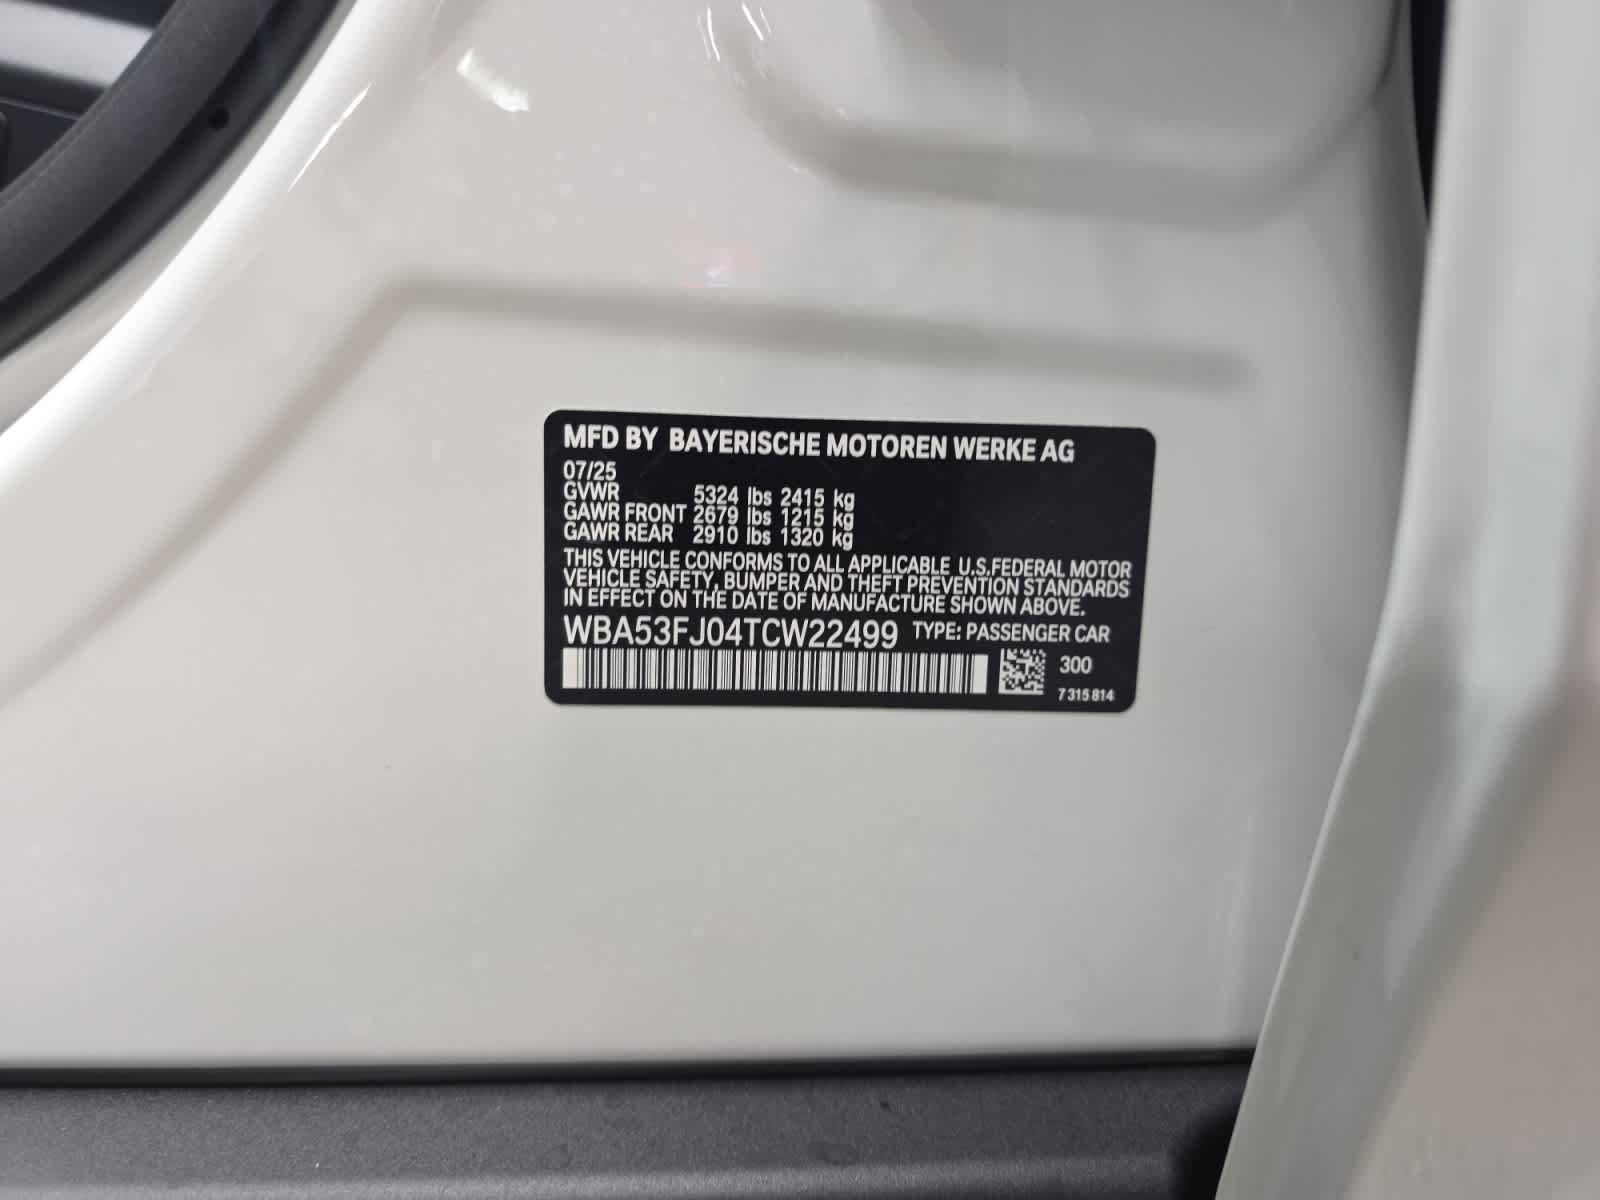 MFD BY BAYERISCHE MOTOREN WERKE AG
07/25
GVWR 5324 lbs 2415 kg
GAWR FRONT 2679 lbs 1215 kg
GAWR REAR 2910 lbs 1320 kg
THIS VEHICLE CONFORMS TO ALL APPLICABLE U.S.FEDERAL MOTOR
VEHICLE SAFETY, BUMPER AND THEFT PREVENTION STANDARDS
IN EFFECT ON THE DATE OF MANUFACTURE SHOWN ABOVE.
WBA53FJ04TCW22499 TYPE: PASSENGER CAR
300
7 315 814